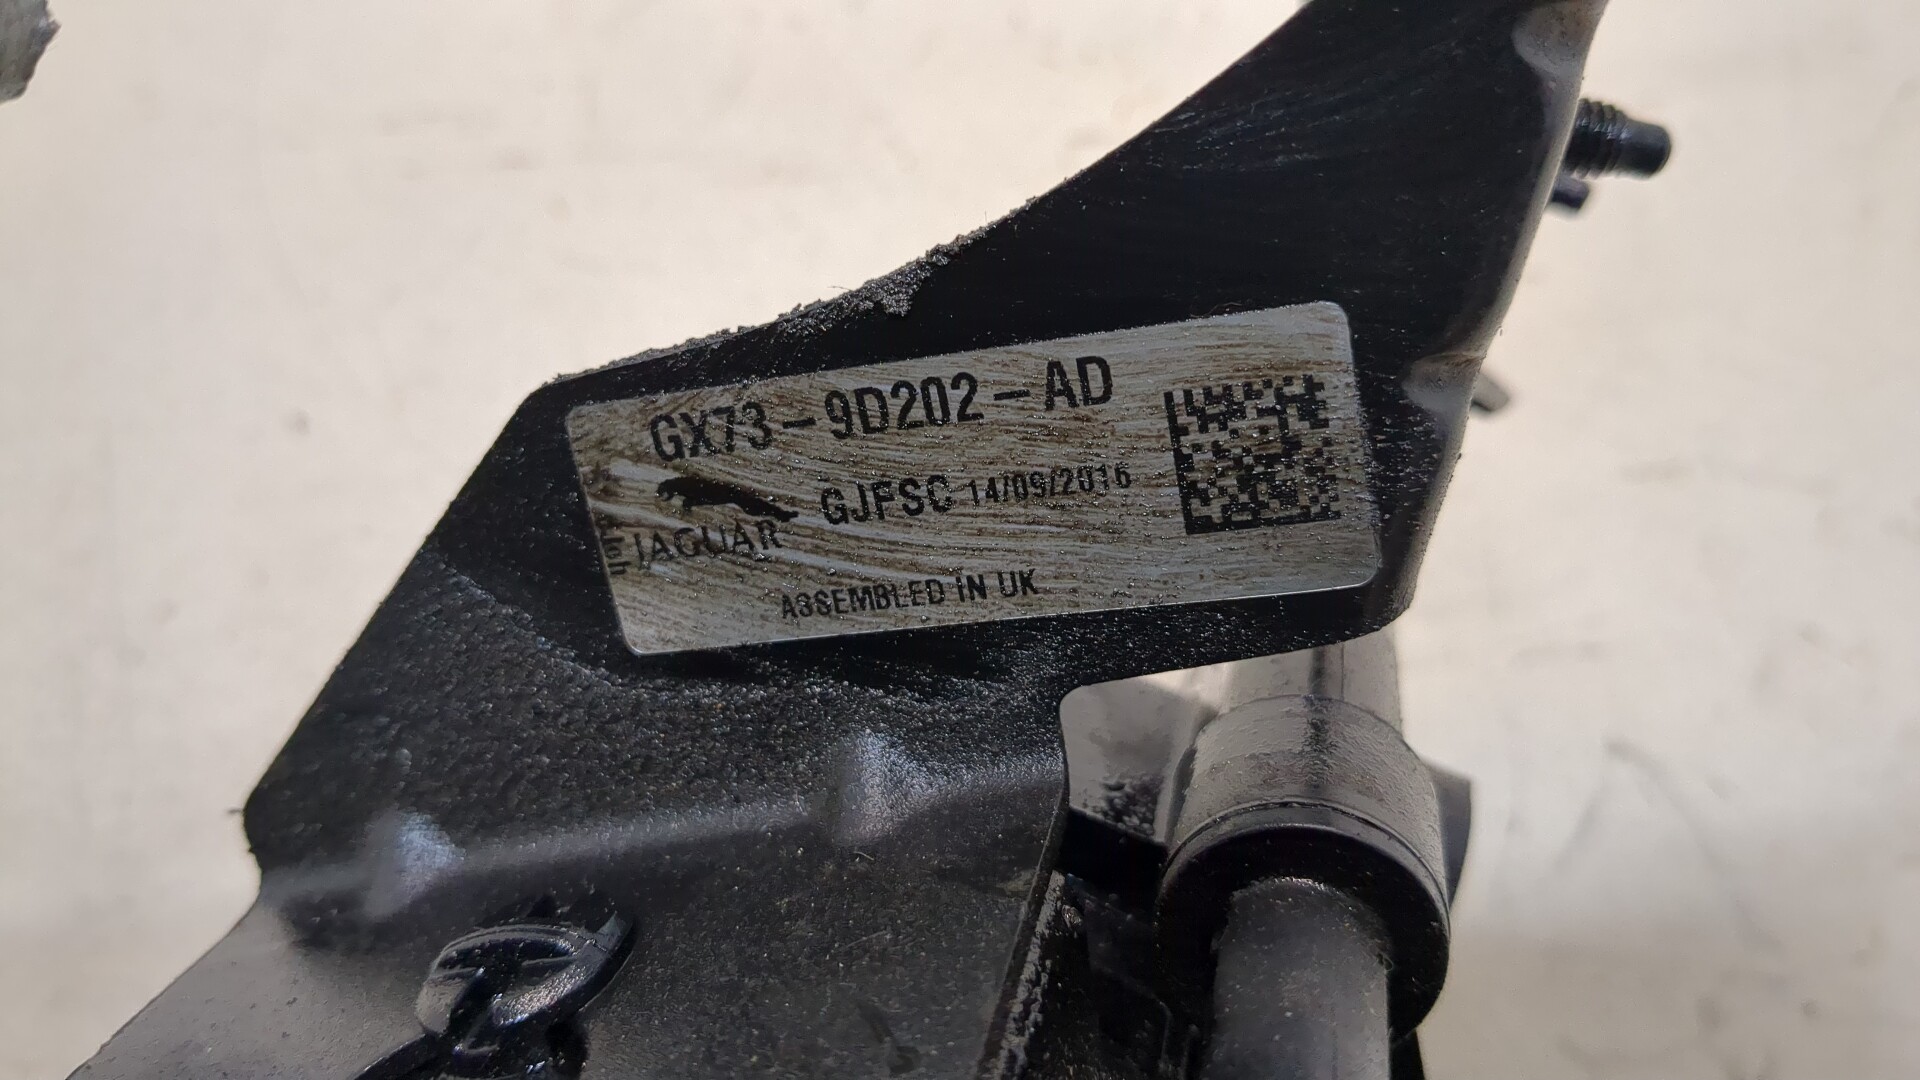 GX73-9D202-AD
GJFSC 14/09/2016
JAGUAR
ASSEMBLED IN UK